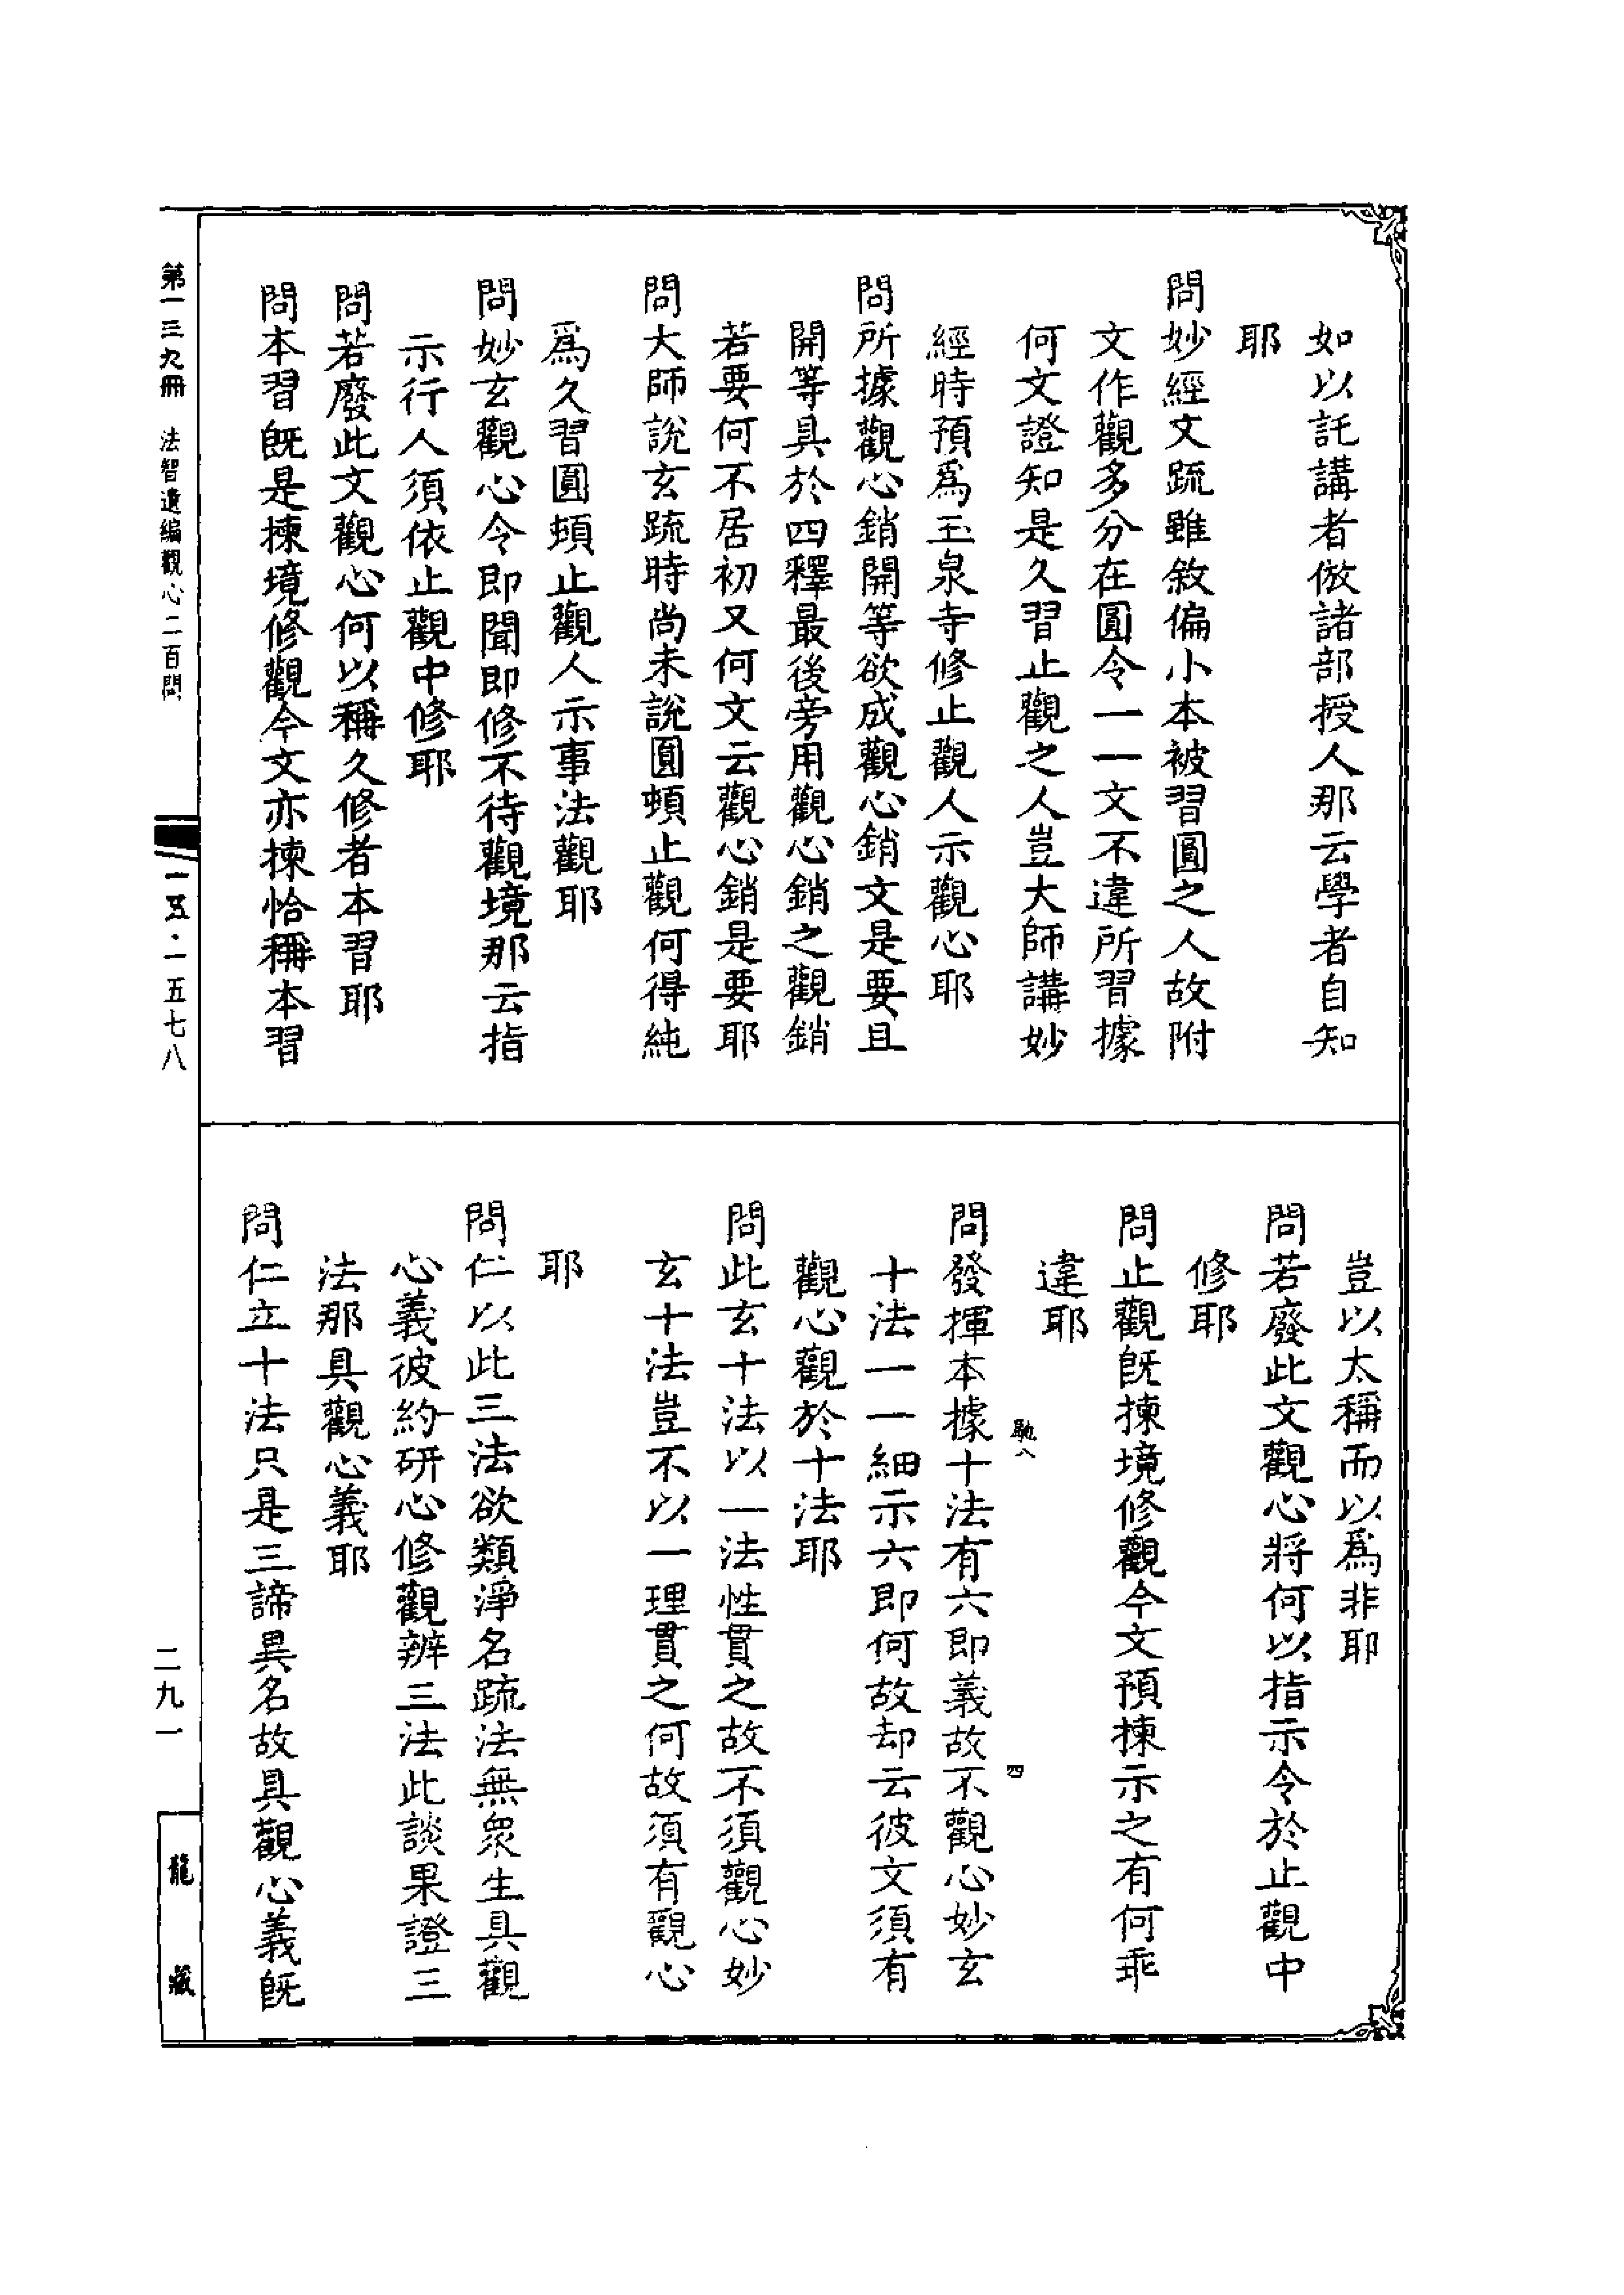 如以託講者倣諸部授人那云學者自知
耶
問妙經文疏雖敘偏小本被習圓之人故附
文作觀多分在圓令一一文不違所習據
何文證知是久習止觀之人豈大師講妙
經時預爲玉泉寺修止觀人示觀心耶
問所據觀心銷開等欲成觀心銷文是要且
開等具於四釋最後旁用觀心銷之觀銷
若要何不居初又何文云觀心銷是要耶
問大師說玄疏時尚未說圓頓止觀何得純
爲久習圓頓止觀人示事法觀耶
問妙玄觀心令即聞即修不待觀境那云指
示行人須依止觀中修耶
問若廢此文觀心何以稱久修者本習耶
問本習旣是揀境修觀今文亦揀恰稱本習
豈以太稱而以爲非耶
問若廢此文觀心將何以指示令於止觀中
修耶
問止觀旣揀境修觀今文預揀示之有何乖
違耶
馳八
四
問發揮本據十法有六即義故不觀心妙玄
十法一一細示六即何故却云彼文須有
觀心觀於十法耶
問此玄十法以一法性貫之故不須觀心妙
玄十法豈不以一理貫之何故須有觀心
耶
問仁以此三法欲類淨名疏法無衆生具觀
心義彼約研心修觀辨三法此談果證三
法那具觀心義耶
問仁立十法只是三諦異名故具觀心義旣
第一三九冊 法智遺編觀心二百問
一五·一五七八
二九一
龍藏